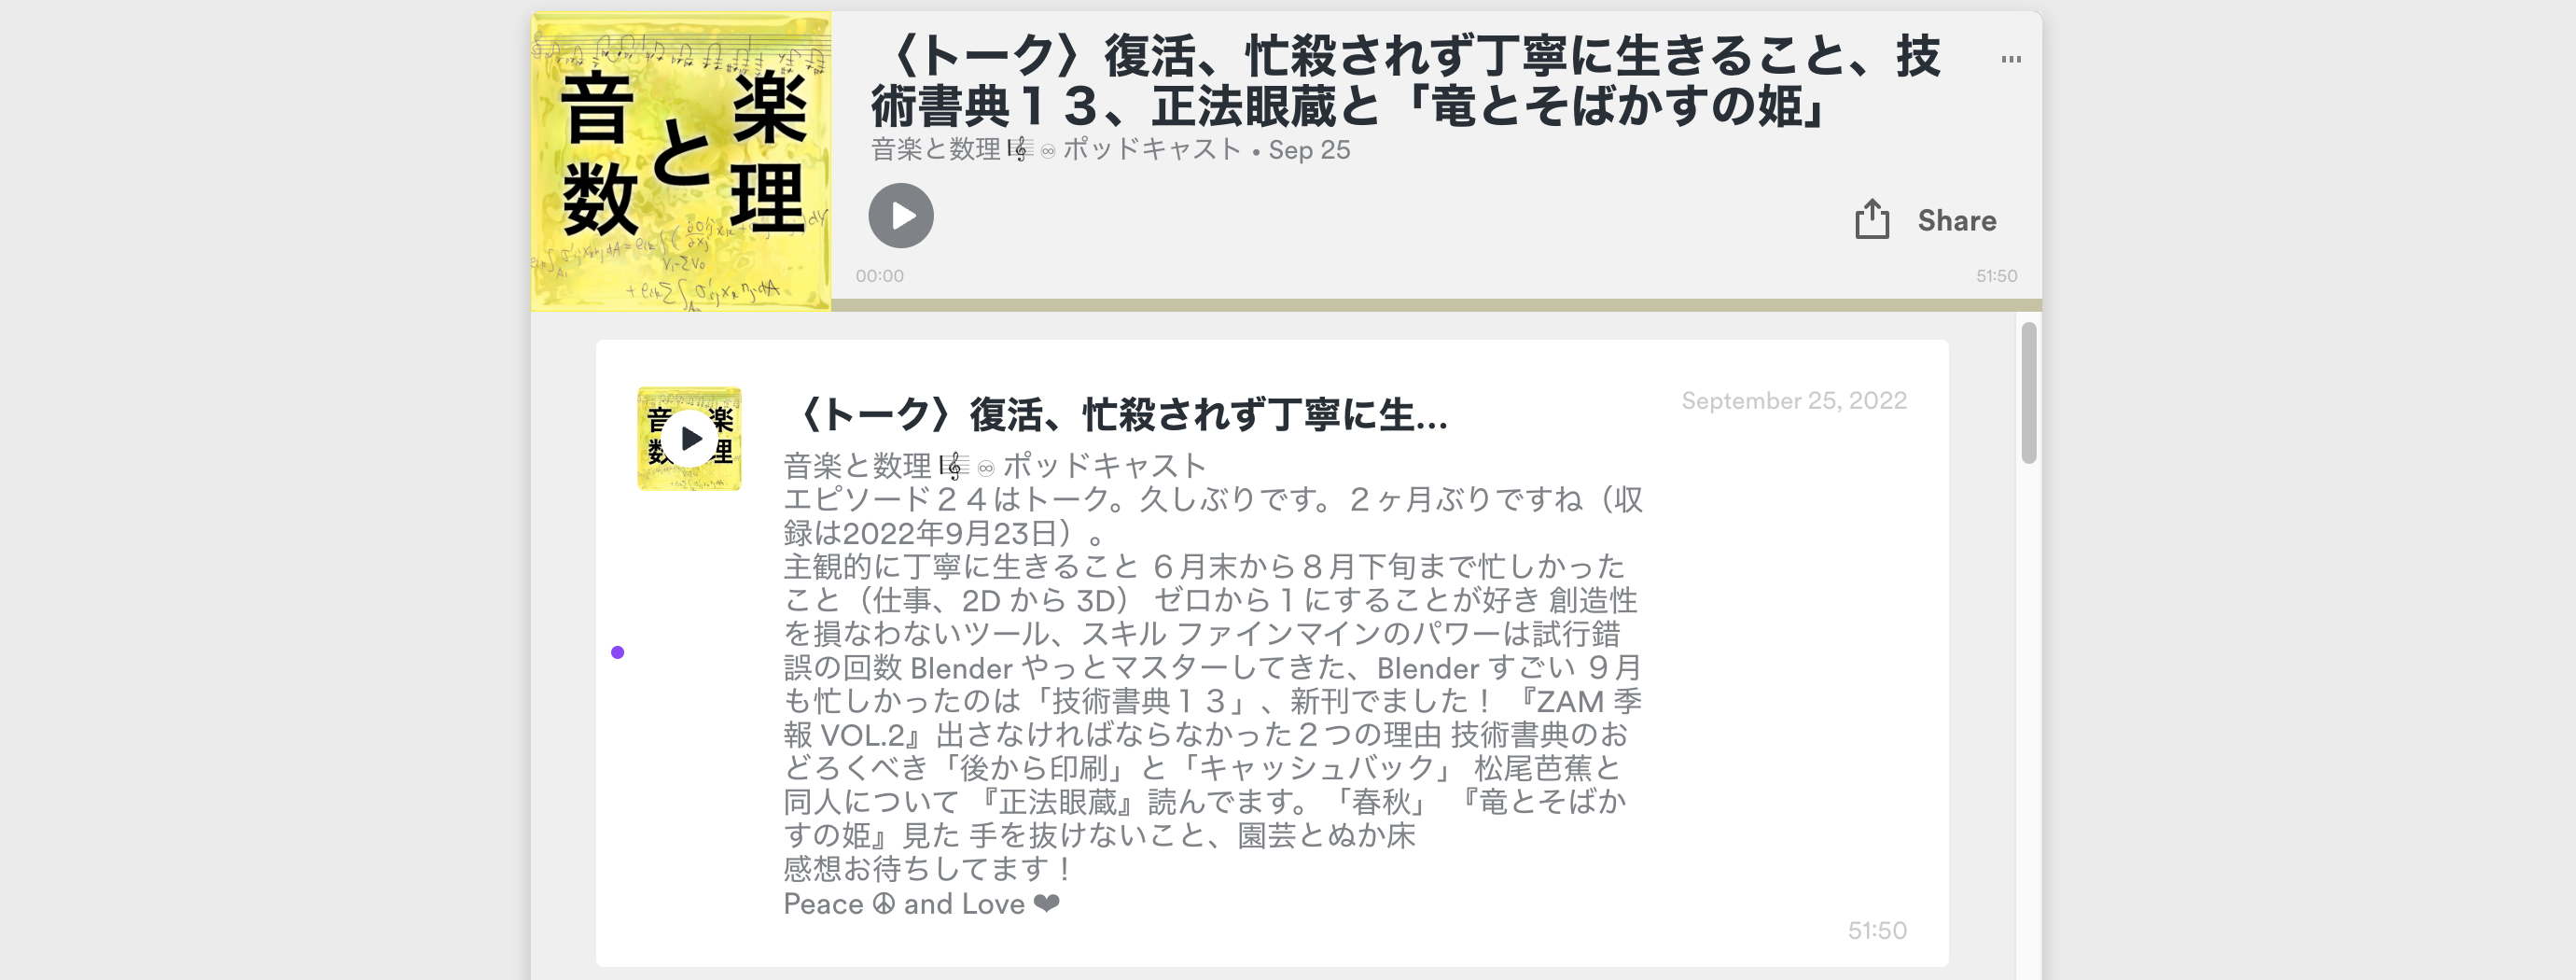 音 楽
と
数 理
〈トーク〉復活、忙殺されず丁寧に生きること、技
術書典１３、正法眼蔵と「竜とそばかすの姫」
音楽と数理 🎼 ♾ ポッドキャスト • Sep 25
Share
00:00
51:50
音 楽
数 理
〈トーク〉復活、忙殺されず丁寧に生...
September 25, 2022
音楽と数理 🎼 ♾ ポッドキャスト
エピソード２４はトーク。久しぶりです。２ヶ月ぶりですね（収
録は2022年9月23日）。
主観的に丁寧に生きること ６月末から８月下旬まで忙しかった
こと（仕事、2D から 3D） ゼロから１にすることが好き 創造性
を損なわないツール、スキル ファインマインのパワーは試行錯
誤の回数 Blender やっとマスターしてきた、Blender すごい ９月
も忙しかったのは「技術書典１３」、新刊でました！ 『ZAM 季
報 VOL.2』出さなければならなかった２つの理由 技術書典のお
どろくべき「後から印刷」と「キャッシュバック」 松尾芭蕉と
同人について 『正法眼蔵』読んでます。「春秋」 『竜とそばか
すの姫』見た 手を抜けないこと、園芸とぬか床
感想お待ちしてます！
Peace ☮ and Love ❤
51:50